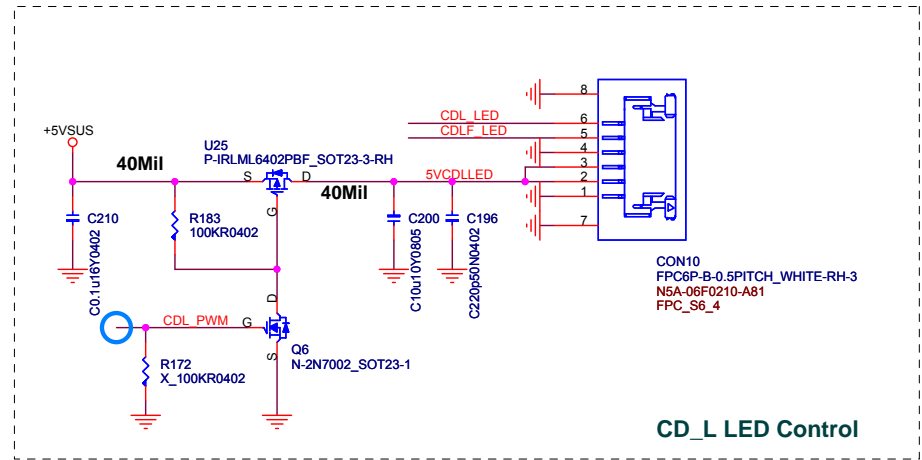 +5VSUS
40Mil
U25
P-IRLML6402PBF_SOT23-3-RH
S
D
G
40Mil
5VCDLLED
CDL_LED
CDLF_LED
8
6
5
4
3
2
1
7
C210
C0.1u16Y0402
R183
100KR0402
C200
C10u10Y0805
C196
C220p50N0402
CON10
FPC6P-B-0.5PITCH_WHITE-RH-3
N5A-06F0210-A81
FPC_S6_4
CDL_PWM
G
D
S
Q6
N-2N7002_SOT23-1
R172
X_100KR0402
CD_L LED Control